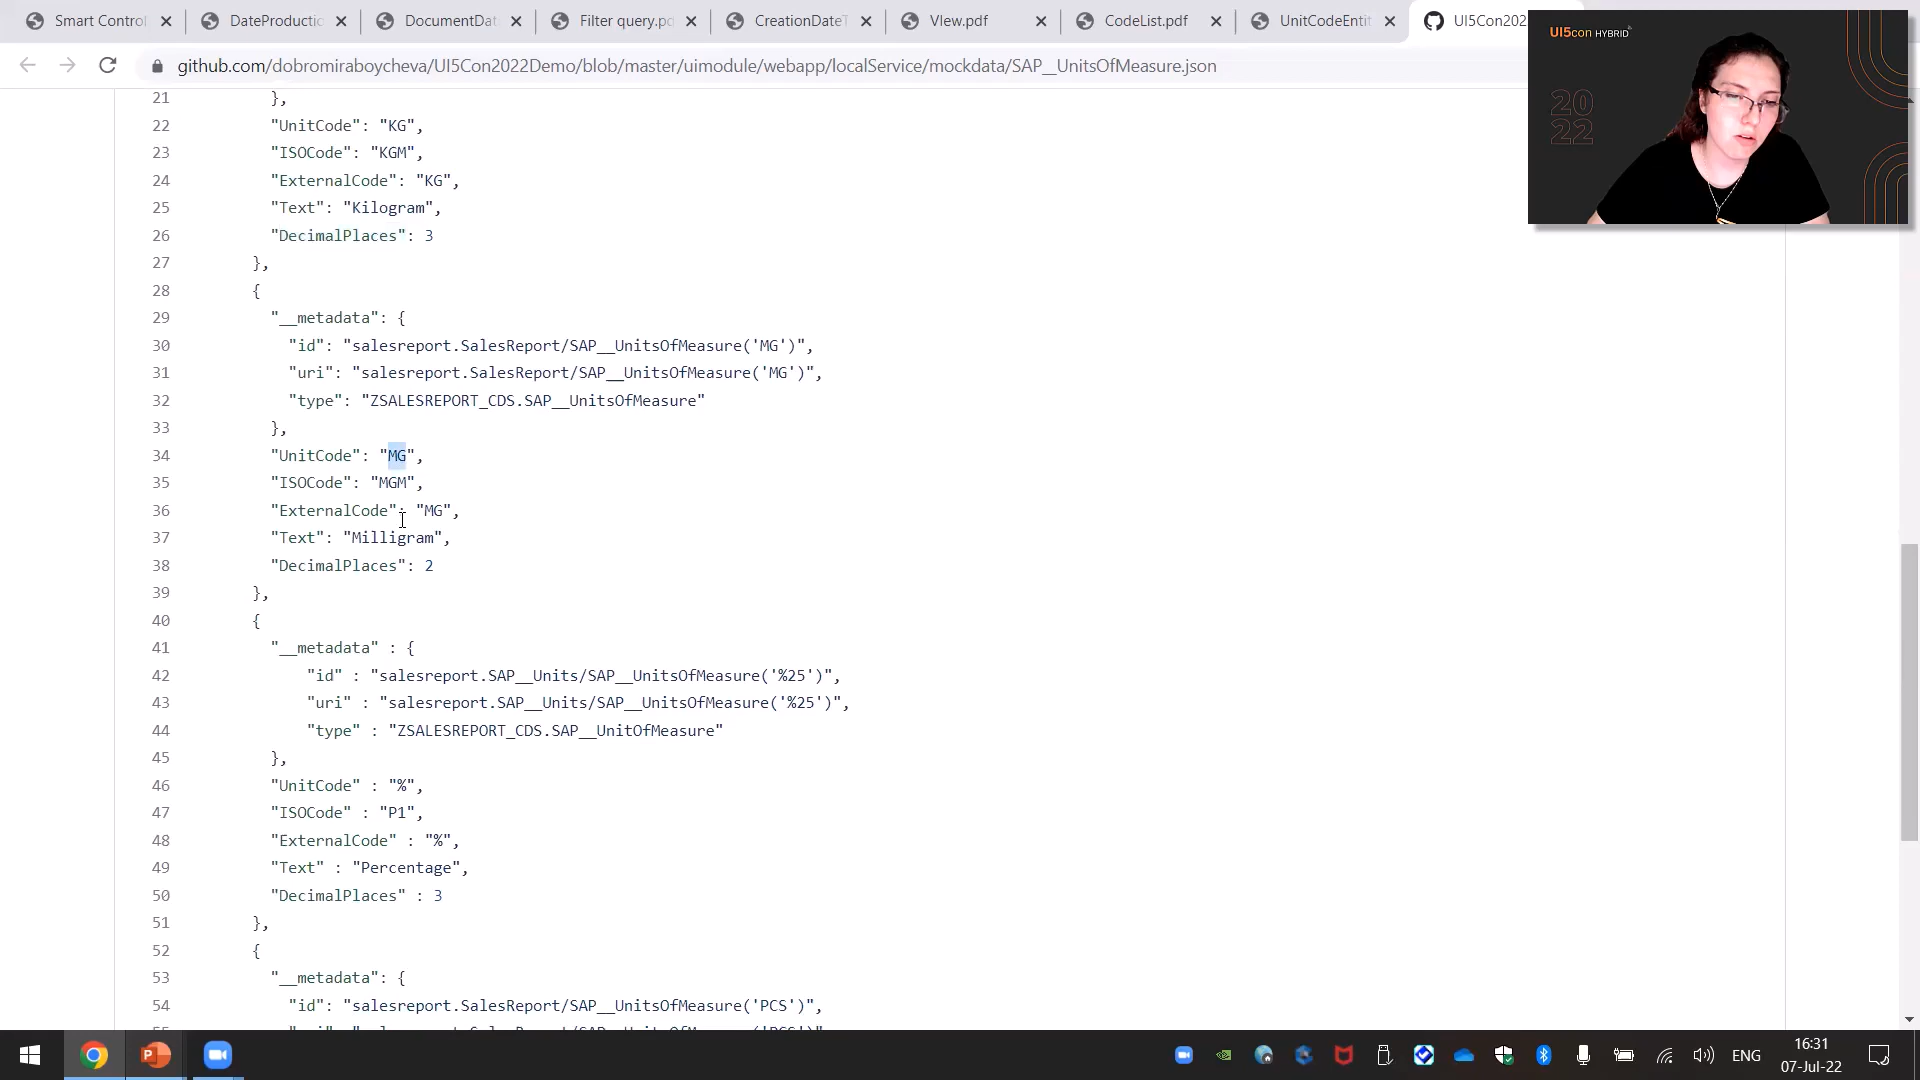 Smart Control
DateProductio
DocumentDat
Filter query.pd
CreationDateT
VIew.pdf
CodeList.pdf
UnitCodeEntit
UI5Con202
github.com/dobromiraboycheva/UI5Con2022Demo/blob/master/uimodule/webapp/localService/mockdata/SAP__UnitsOfMeasure.json
UI5con HYBRID
20
22
21 },
22 "UnitCode": "KG",
23 "ISOCode": "KGM",
24 "ExternalCode": "KG",
25 "Text": "Kilogram",
26 "DecimalPlaces": 3
27 },
28 {
29 "__metadata": {
30 "id": "salesreport.SalesReport/SAP__UnitsOfMeasure('MG')",
31 "uri": "salesreport.SalesReport/SAP__UnitsOfMeasure('MG')",
32 "type": "ZSALESREPORT_CDS.SAP__UnitsOfMeasure"
33 },
34 "UnitCode": "MG",
35 "ISOCode": "MGM",
36 "ExternalCode": "MG",
37 "Text": "Milligram",
38 "DecimalPlaces": 2
39 },
40 {
41 "__metadata" : {
42 "id" : "salesreport.SAP__Units/SAP__UnitsOfMeasure('%25')",
43 "uri" : "salesreport.SAP__Units/SAP__UnitsOfMeasure('%25')",
44 "type" : "ZSALESREPORT_CDS.SAP__UnitOfMeasure"
45 },
46 "UnitCode" : "%",
47 "ISOCode" : "P1",
48 "ExternalCode" : "%",
49 "Text" : "Percentage",
50 "DecimalPlaces" : 3
51 },
52 {
53 "__metadata": {
54 "id": "salesreport.SalesReport/SAP__UnitsOfMeasure('PCS')",
ENG
16:31
07-Jul-22